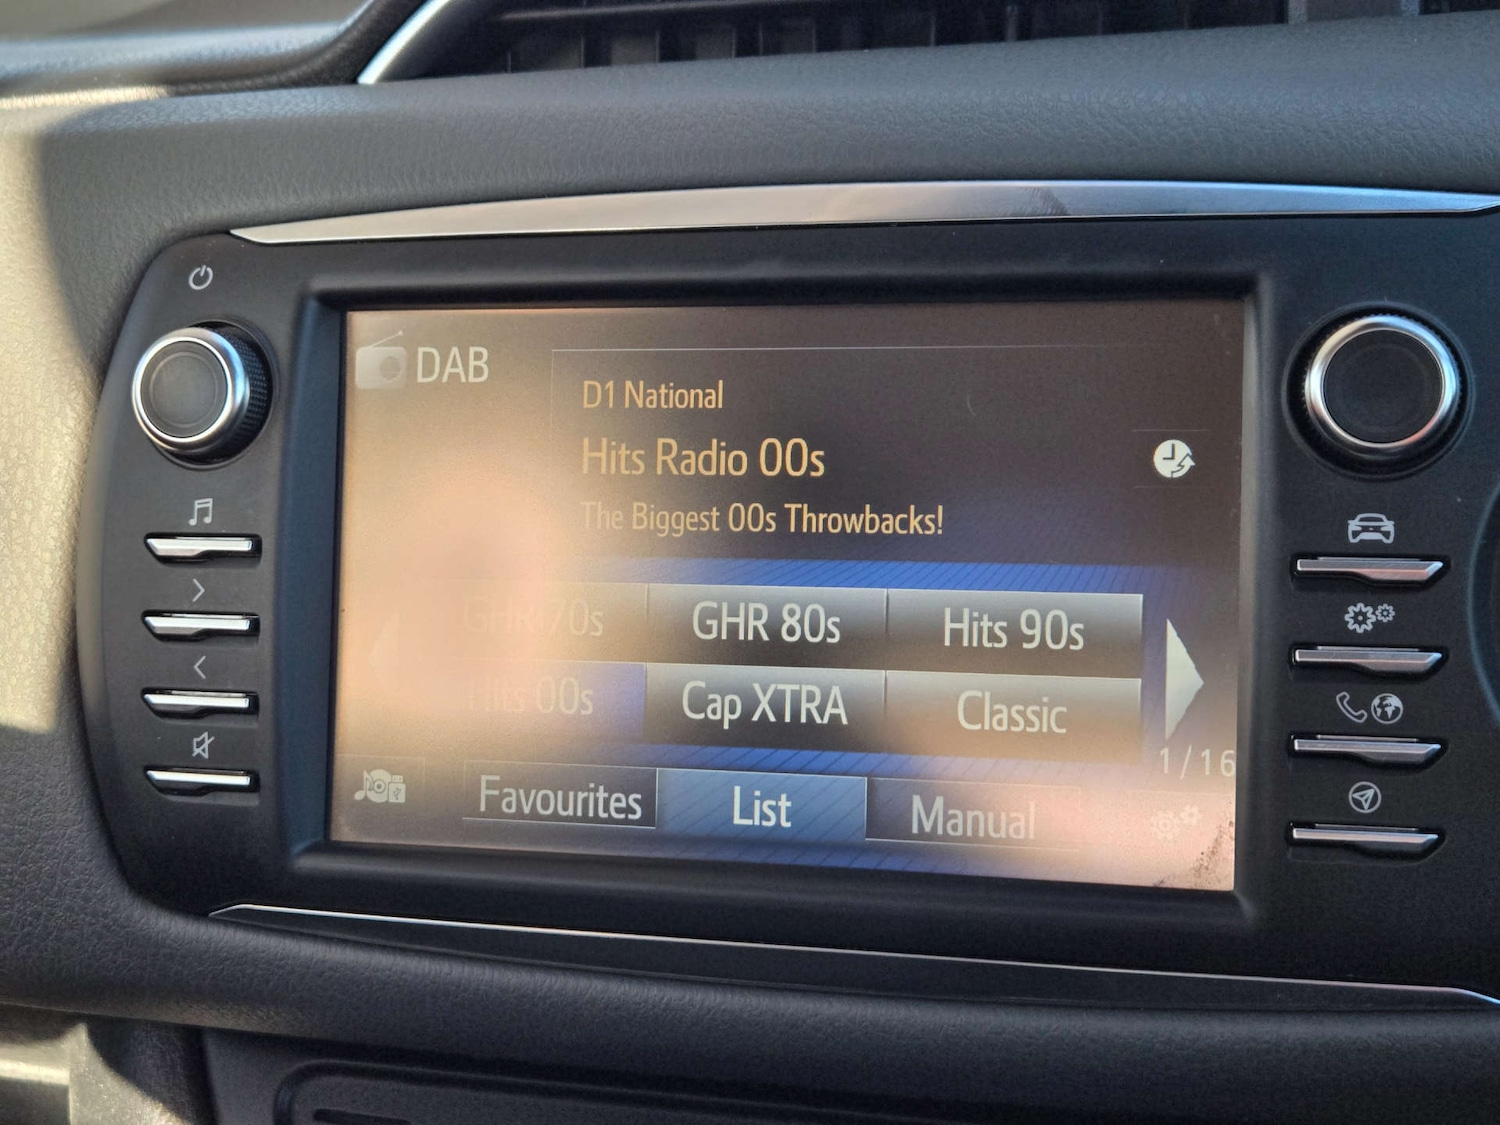 DAB
D1 National
Hits Radio 00s
The Biggest 00s Throwbacks!
GHR 70s GHR 80s Hits 90s
Hits 00s Cap XTRA Classic
1/16
Favourites List Manual